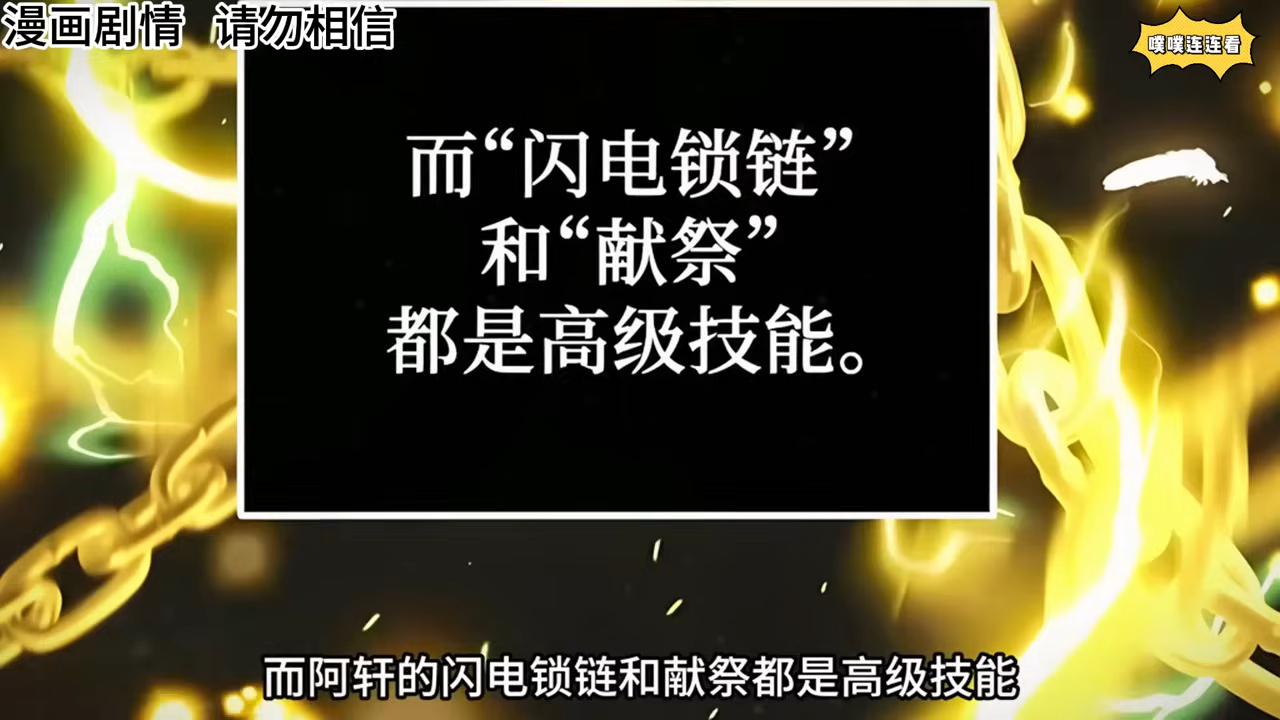 漫画剧情 请勿相信
噗噗连连看
而“闪电锁链”
和“献祭”
都是高级技能。
而阿轩的闪电锁链和献祭都是高级技能